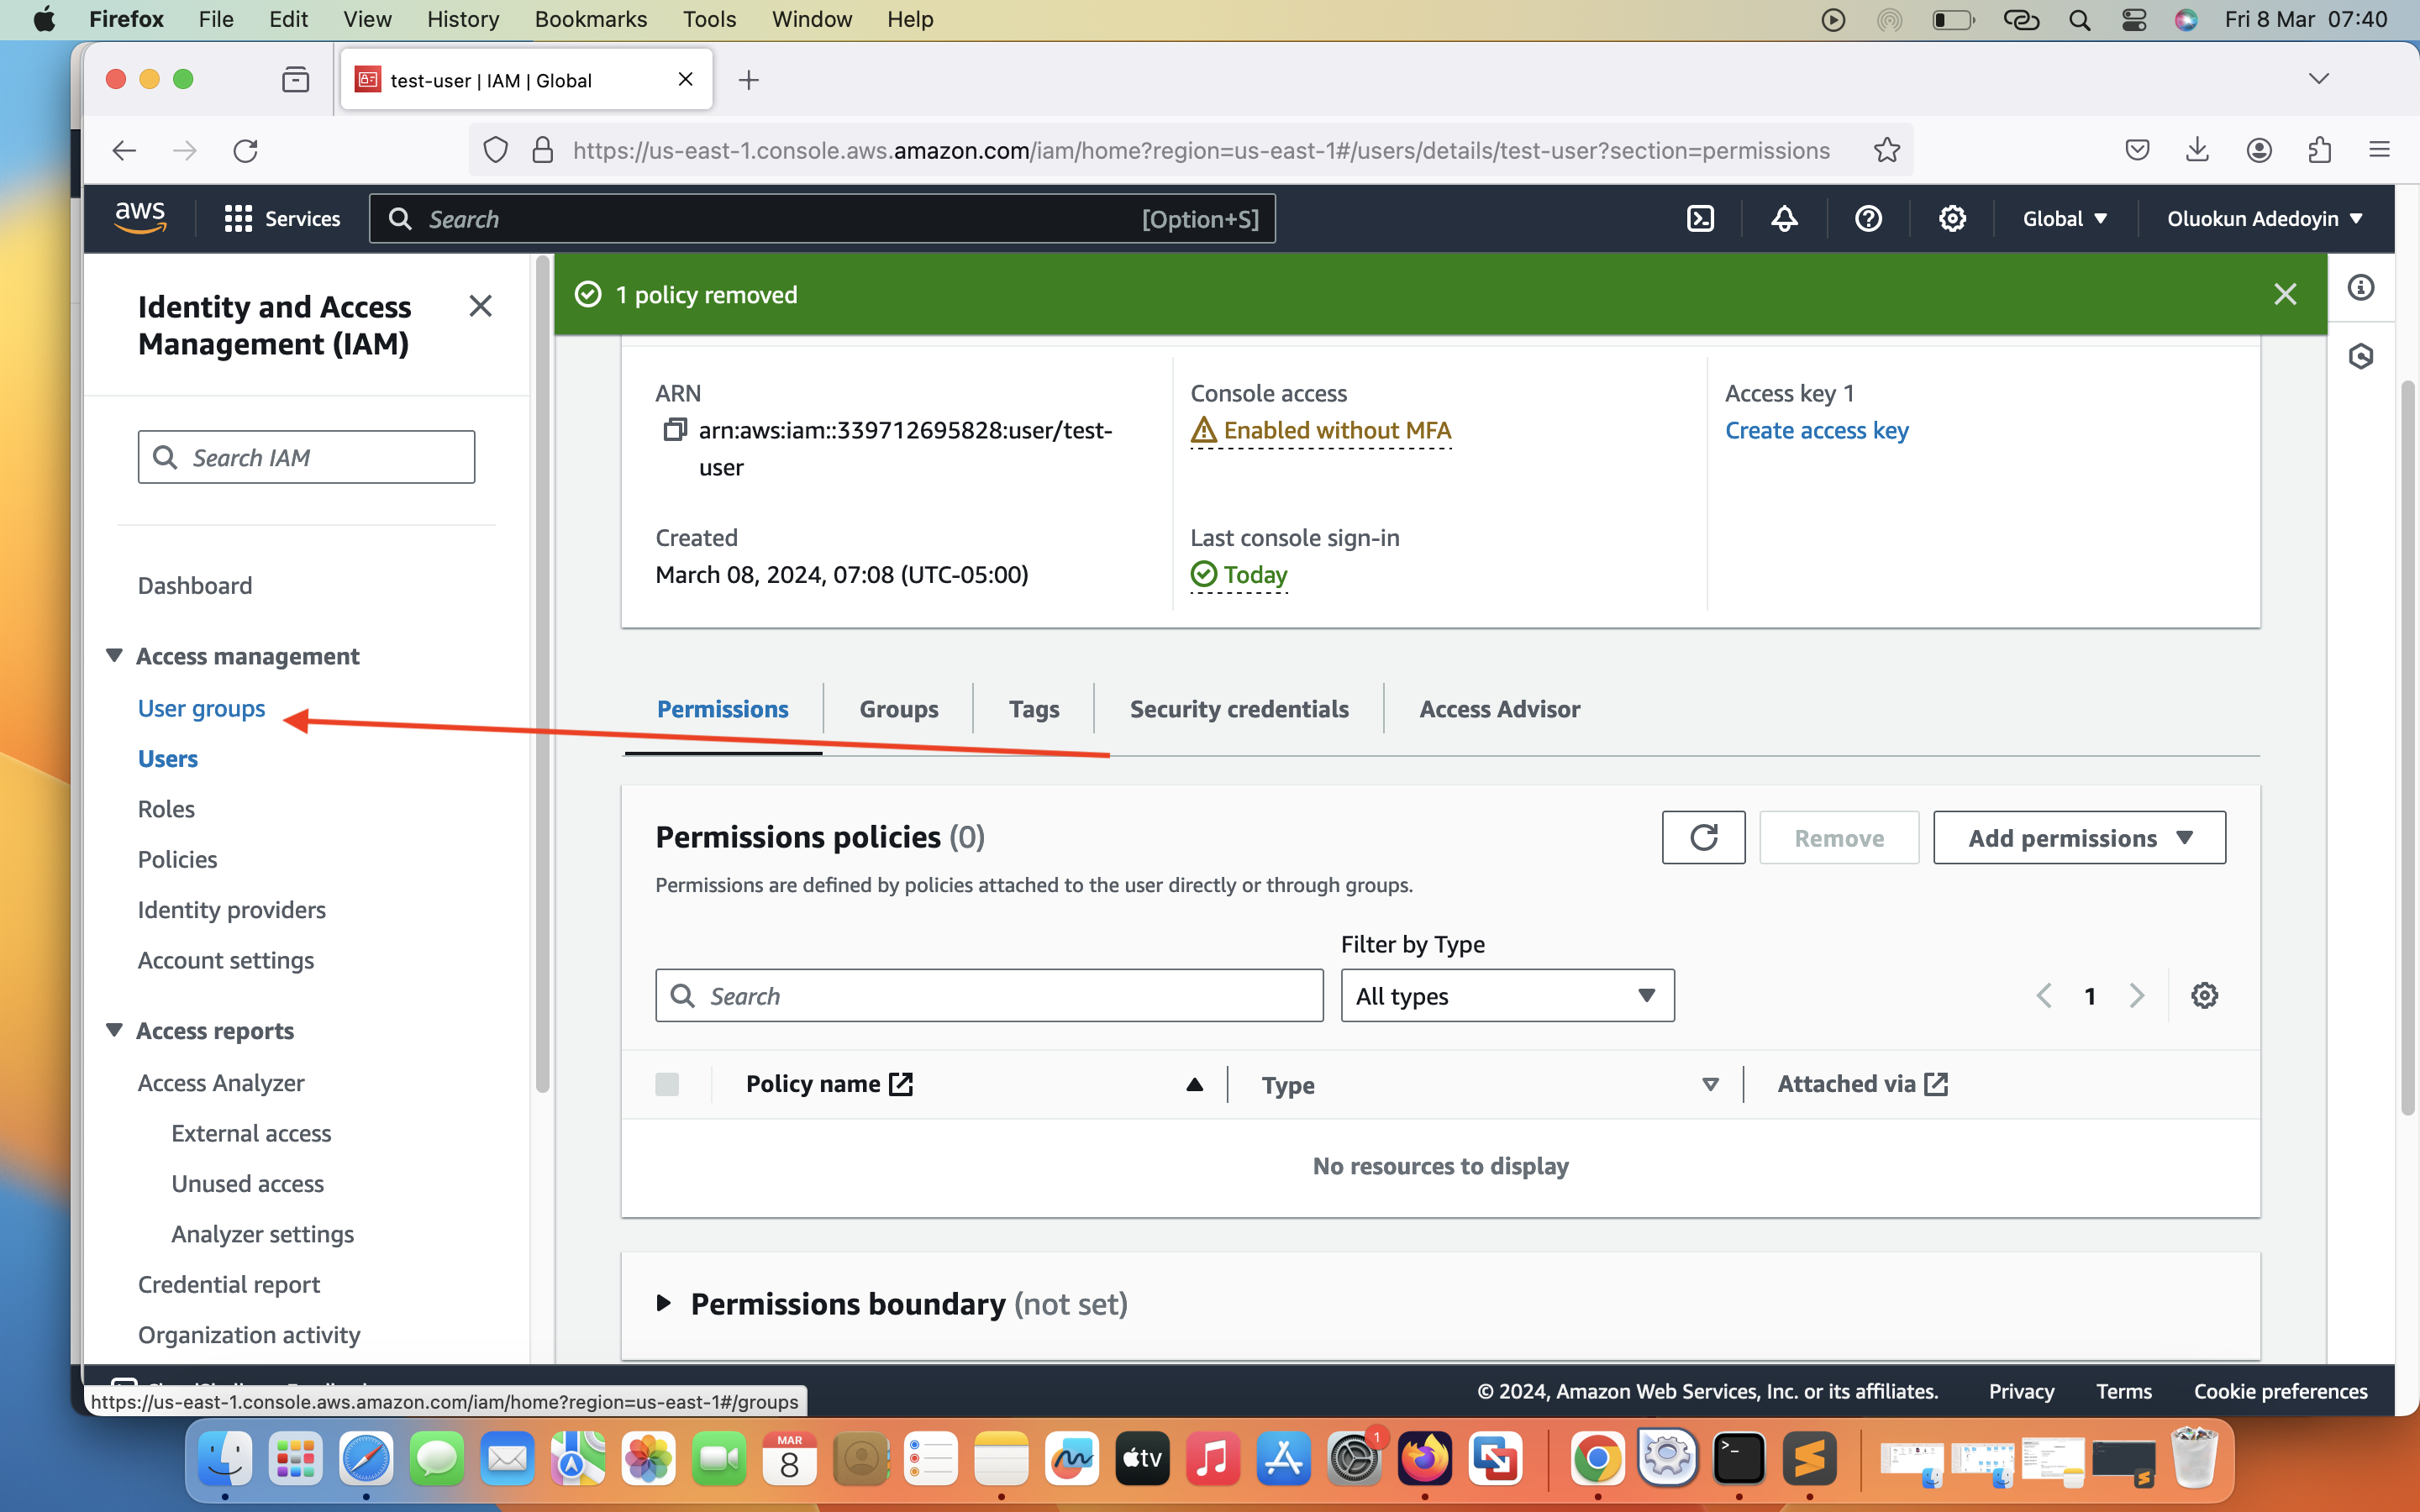 Firefox File Edit View History Bookmarks Tools Window Help Fri 8 Mar 07:40
test-user | IAM | Global
https://us-east-1.console.aws.amazon.com/iam/home?region=us-east-1#/users/details/test-user?section=permissions
aws Services Search [Option+S] Global Oluokun Adedoyin
Identity and Access
Management (IAM)
Search IAM
Dashboard
Access management
User groups
Users
Roles
Policies
Identity providers
Account settings
Access reports
Access Analyzer
External access
Unused access
Analyzer settings
Credential report
Organization activity
1 policy removed
ARN
arn:aws:iam::339712695828:user/test-
user
Console access
Enabled without MFA
Access key 1
Create access key
Created
March 08, 2024, 07:08 (UTC-05:00)
Last console sign-in
Today
Permissions Groups Tags Security credentials Access Advisor
Permissions policies (0)
Remove Add permissions
Permissions are defined by policies attached to the user directly or through groups.
Filter by Type
Search All types 1
Policy name Type Attached via
No resources to display
Permissions boundary (not set)
© 2024, Amazon Web Services, Inc. or its affiliates. Privacy Terms Cookie preferences
https://us-east-1.console.aws.amazon.com/iam/home?region=us-east-1#/groups
MAR
8
tv
1